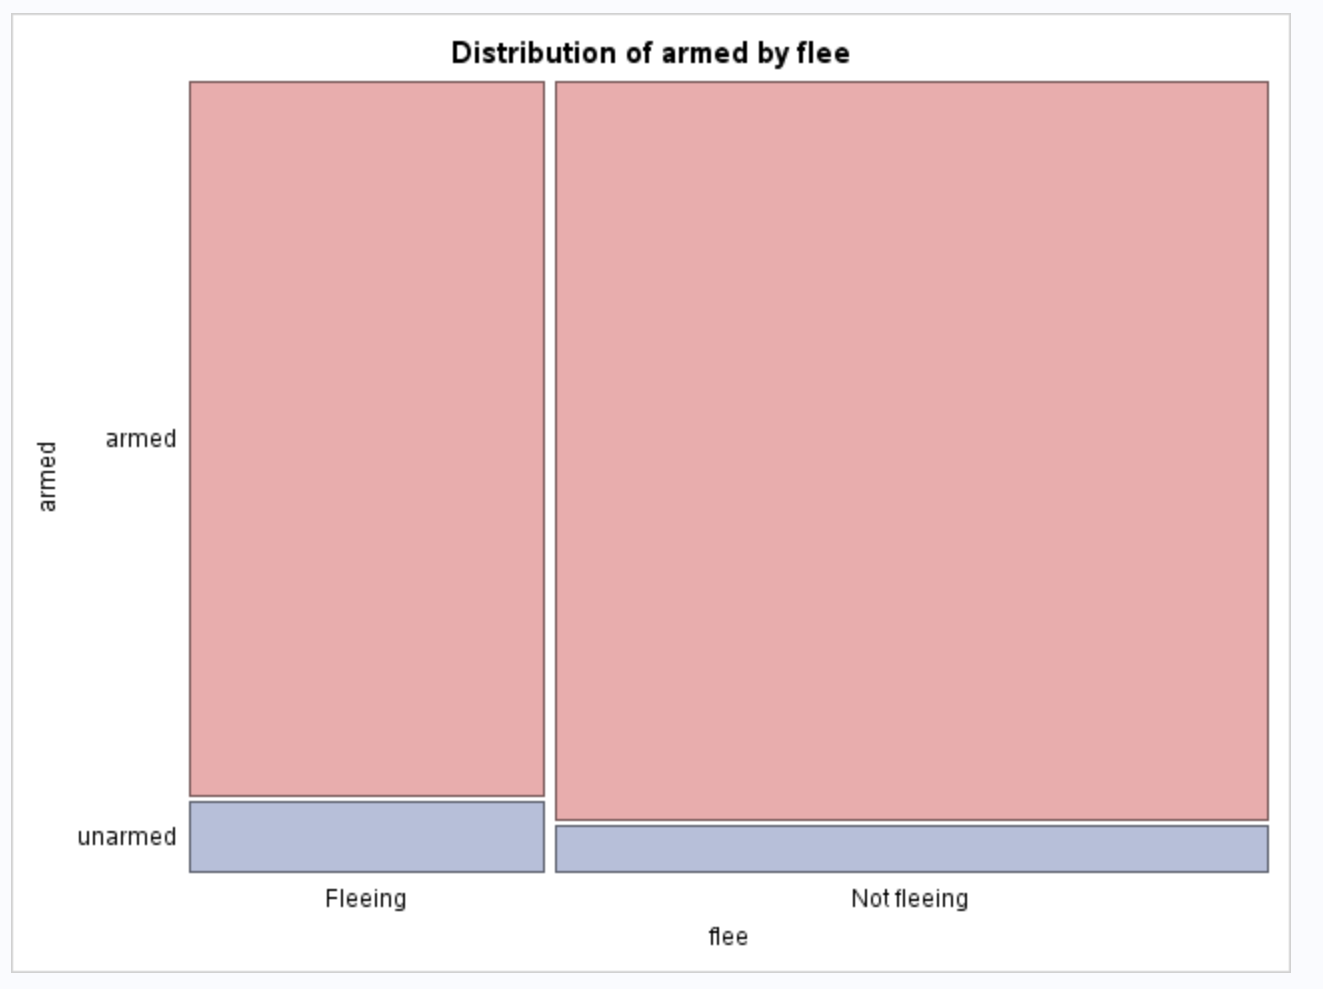 Distribution of armed by flee
armed
armed
unarmed
Fleeing
Not fleeing
flee